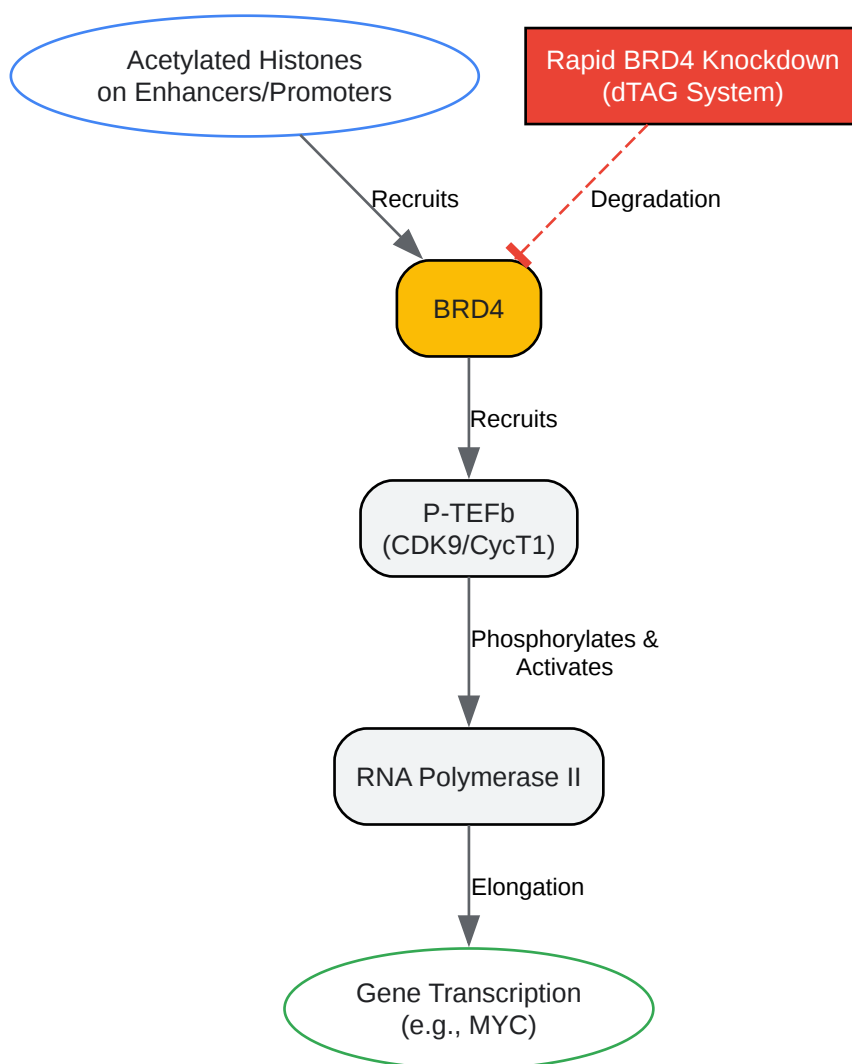 Acetylated Histones
on Enhancers/Promoters
Rapid BRD4 Knockdown
(dTAG System)
Recruits
Degradation
BRD4
Recruits
P-TEFb
(CDK9/CycT1)
Phosphorylates &
Activates
RNA Polymerase II
Elongation
Gene Transcription
(e.g., MYC)